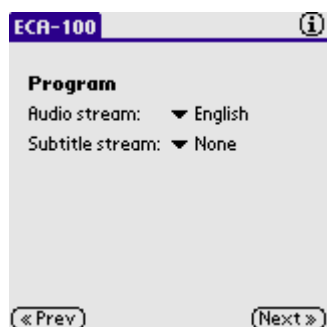 ECA-100
Program
Audio stream: English
Subtitle stream: None
« Prev
Next »